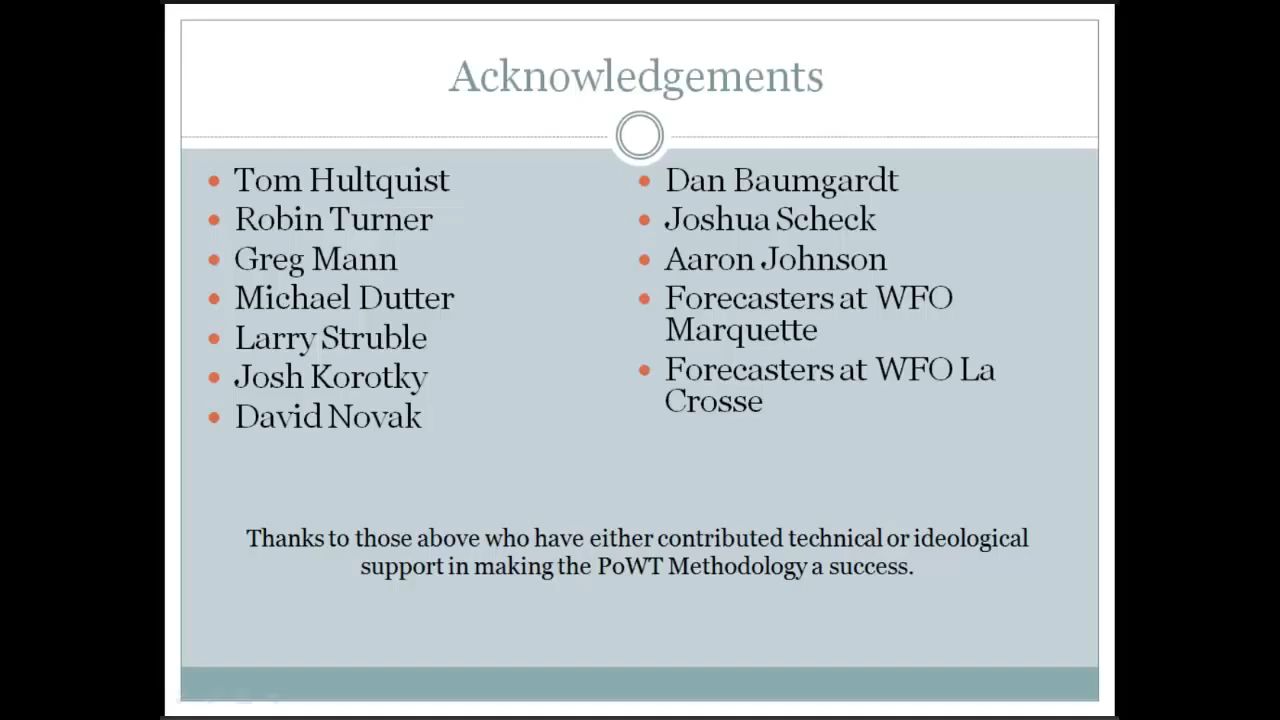 Acknowledgements
Tom Hultquist
Robin Turner
Greg Mann
Michael Dutter
Larry Struble
Josh Korotky
David Novak
Dan Baumgardt
Joshua Scheck
Aaron Johnson
Forecasters at WFO
Marquette
Forecasters at WFO La
Crosse
Thanks to those above who have either contributed technical or ideological
support in making the PoWT Methodology a success.